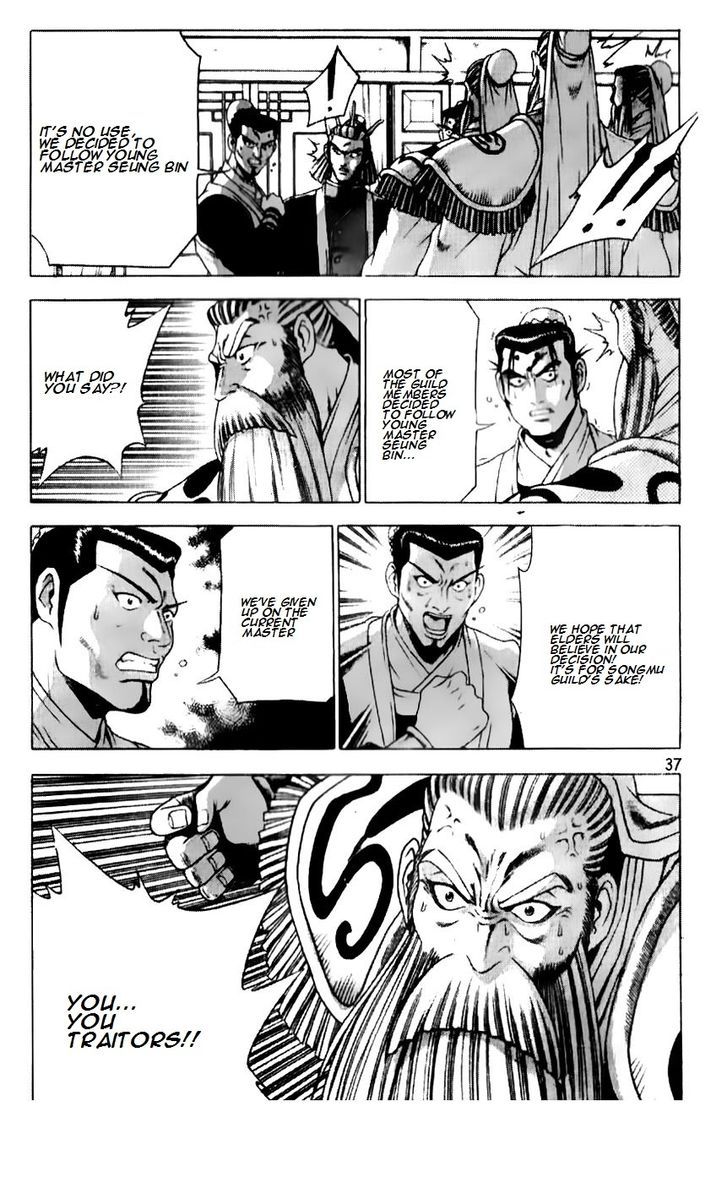 IT'S NO USE,
WE DECIDED TO
FOLLOW YOUNG
MASTER SEUNG BIN
!
!!
WHAT DID
YOU SAY?!
MOST OF
THE GUILD
MEMBERS
DECIDED
TO FOLLOW
YOUNG
MASTER
SEUNG
BIN...
WE'VE GIVEN
UP ON THE
CURRENT
MASTER
WE HOPE THAT
ELDERS WILL
BELIEVE IN OUR
DECISION!
IT'S FOR SONGMU
GUILD'S SAKE!
37
YOU...
YOU
TRAITORS!!